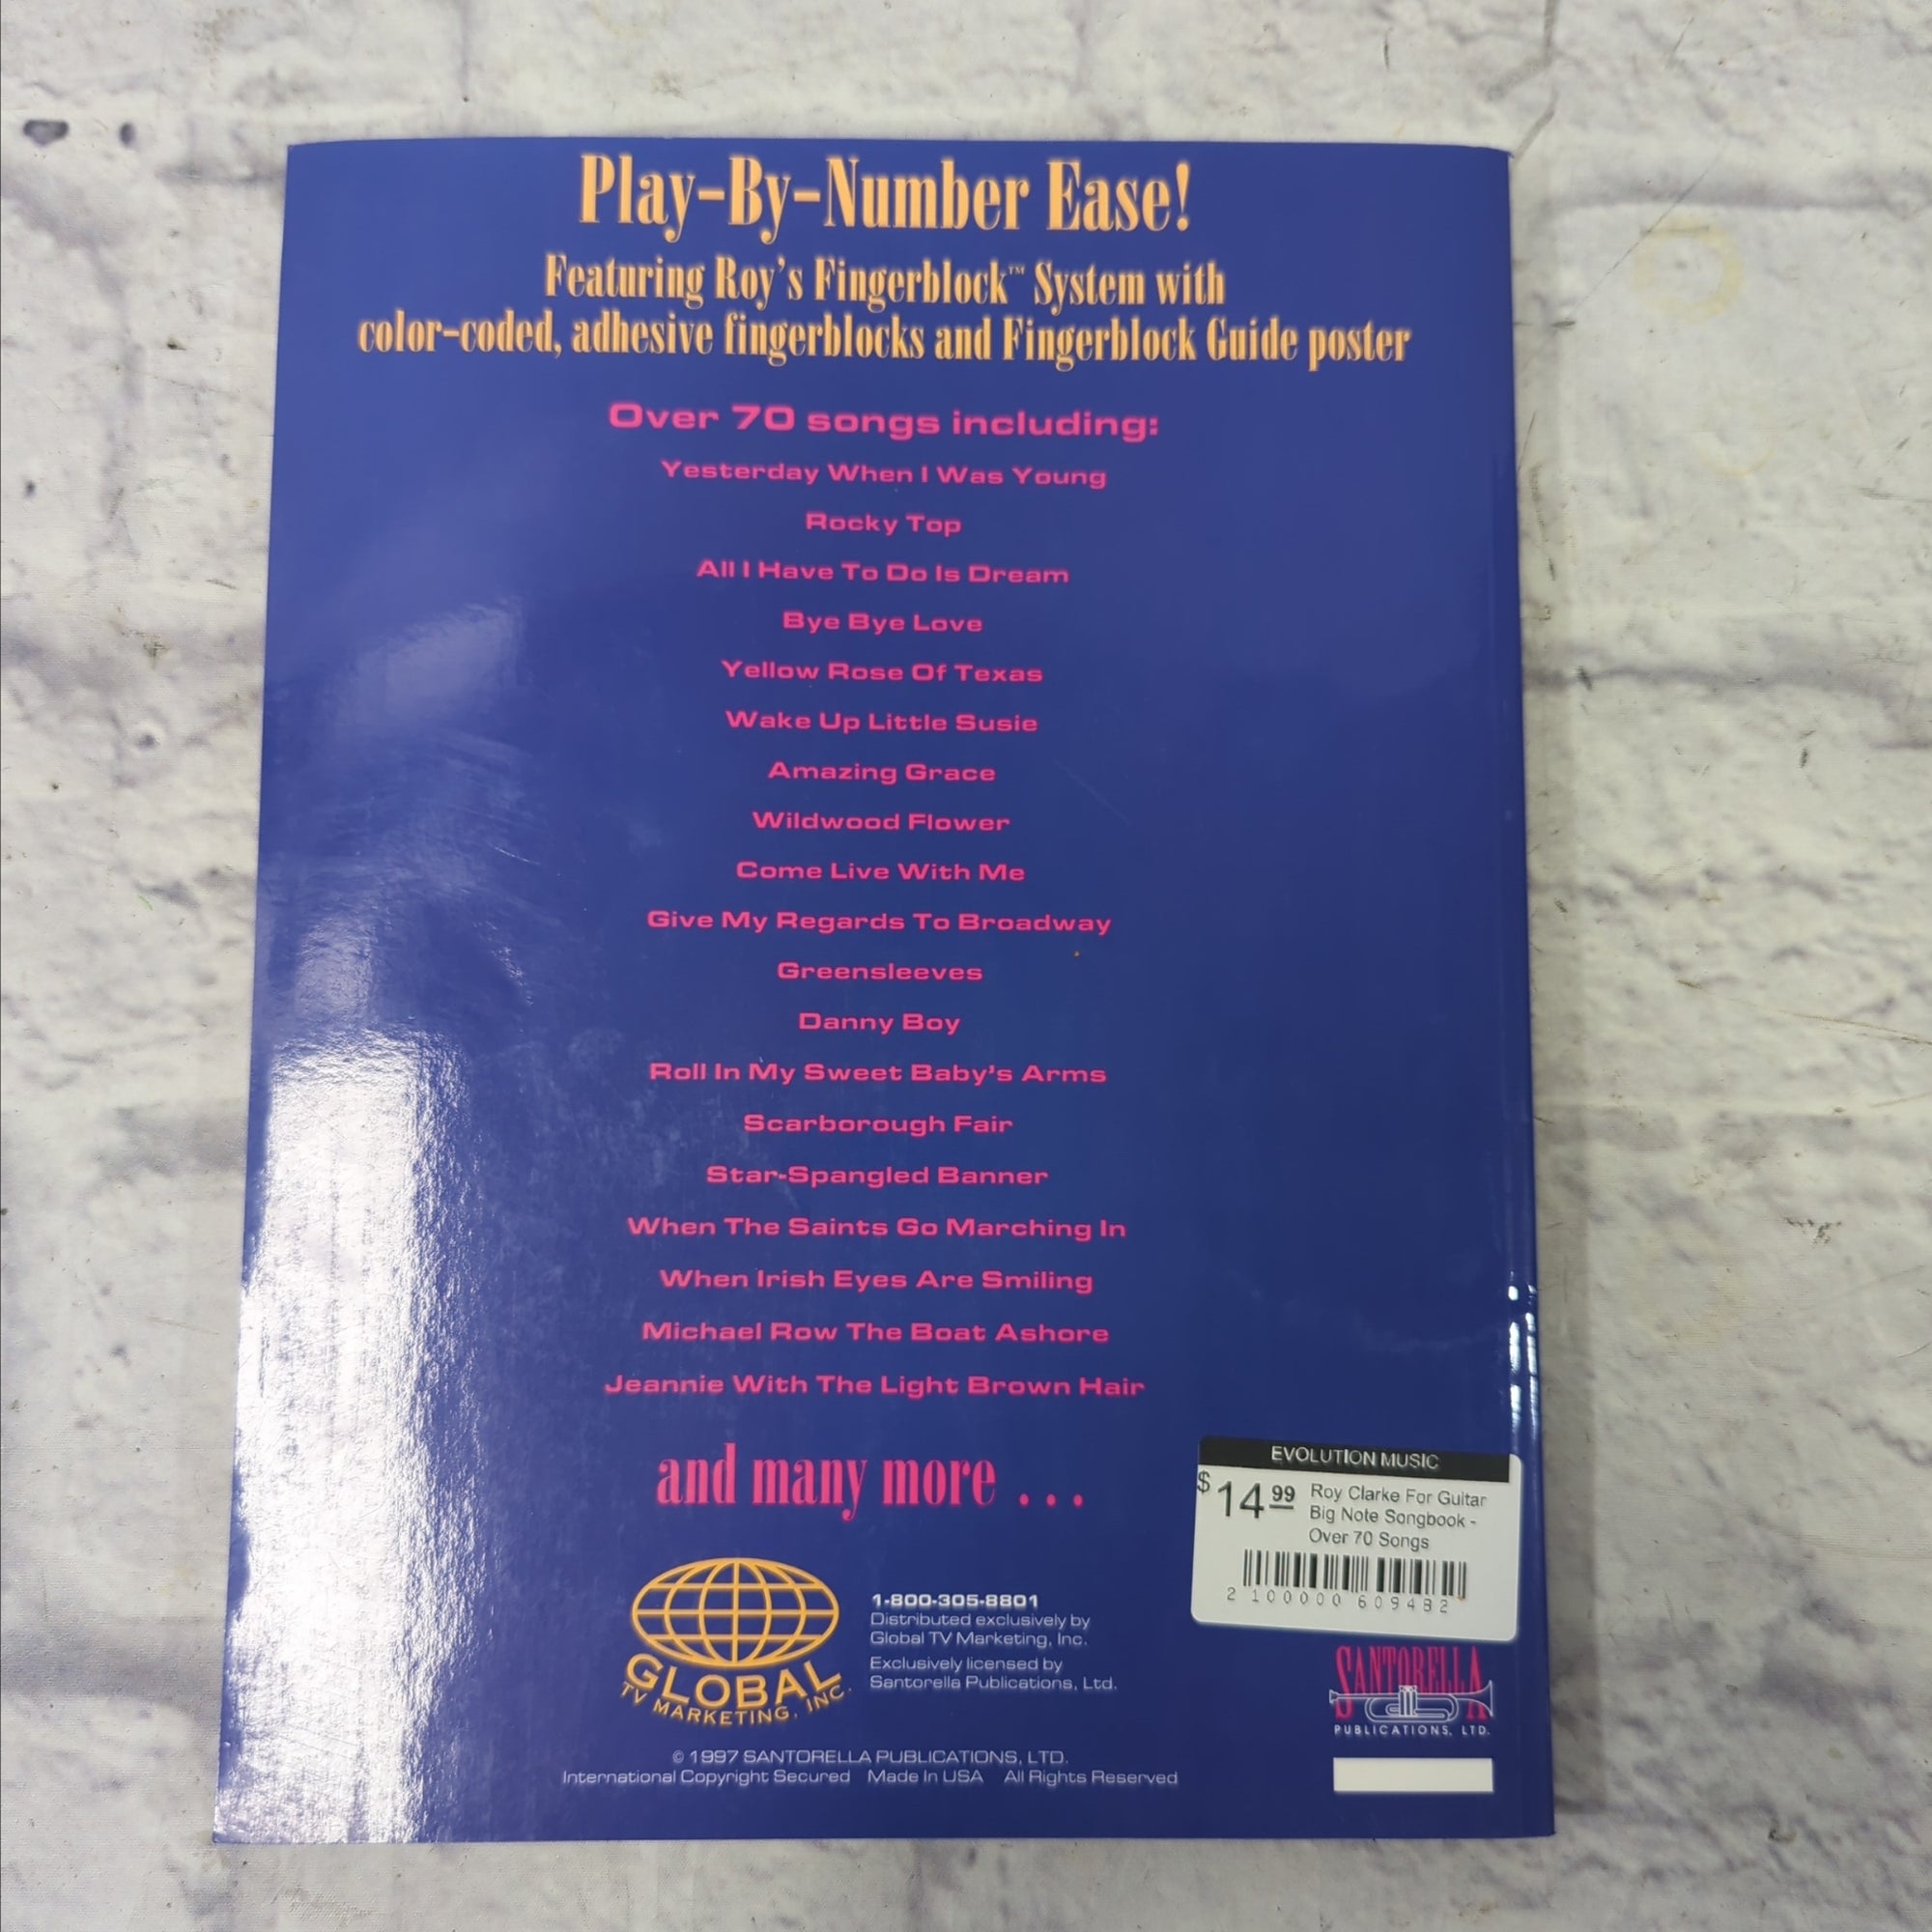 Play-By-Number Ease!
Featuring Roy's Fingerblock™ System with
color-coded, adhesive fingerblocks and Fingerblock Guide poster
Over 70 songs including:
Yesterday When I Was Young
Rocky Top
All I Have To Do Is Dream
Bye Bye Love
Yellow Rose Of Texas
Wake Up Little Susie
Amazing Grace
Wildwood Flower
Come Live With Me
Give My Regards To Broadway
Greensleeves
Danny Boy
Roll In My Sweet Baby's Arms
Scarborough Fair
Star-Spangled Banner
When The Saints Go Marching In
When Irish Eyes Are Smiling
Michael Row The Boat Ashore
Jeannie With The Light Brown Hair
and many more . . .
EVOLUTION MUSIC
$14.99
Roy Clarke For Guitar
Big Note Songbook -
Over 70 Songs
2 100000 609482
GLOBAL
TV MARKETING, INC.
1-800-305-8801
Distributed exclusively by
Global TV Marketing, Inc.
Exclusively licensed by
Santorella Publications, Ltd.
SANTORELLA
PUBLICATIONS, LTD.
© 1997 SANTORELLA PUBLICATIONS, LTD.
International Copyright Secured Made In USA All Rights Reserved